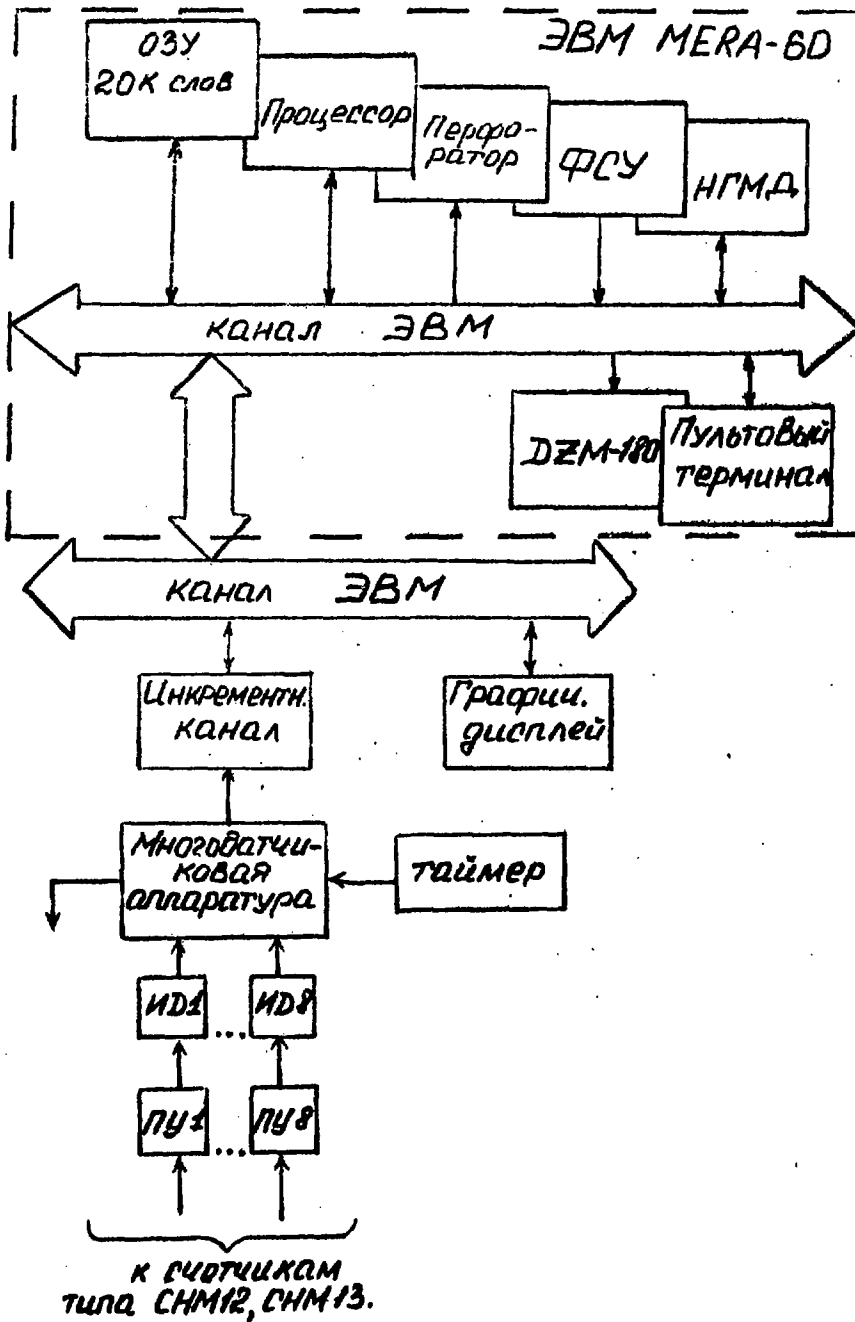 ЭВМ MERA-60
ОЗУ
20К слов
Процессор
Перфо-
ратор
ФСУ
НГМД
канал ЭВМ
DZM-180
Пультовый
терминал
канал ЭВМ
Инкрементн.
канал
Графич.
дисплей
Многодатчи-
ковая
аппаратура
таймер
ИД1 ... ИД8
ПУ1 ... ПУ8
к счетчикам
типа СНМ12, СНМ13.